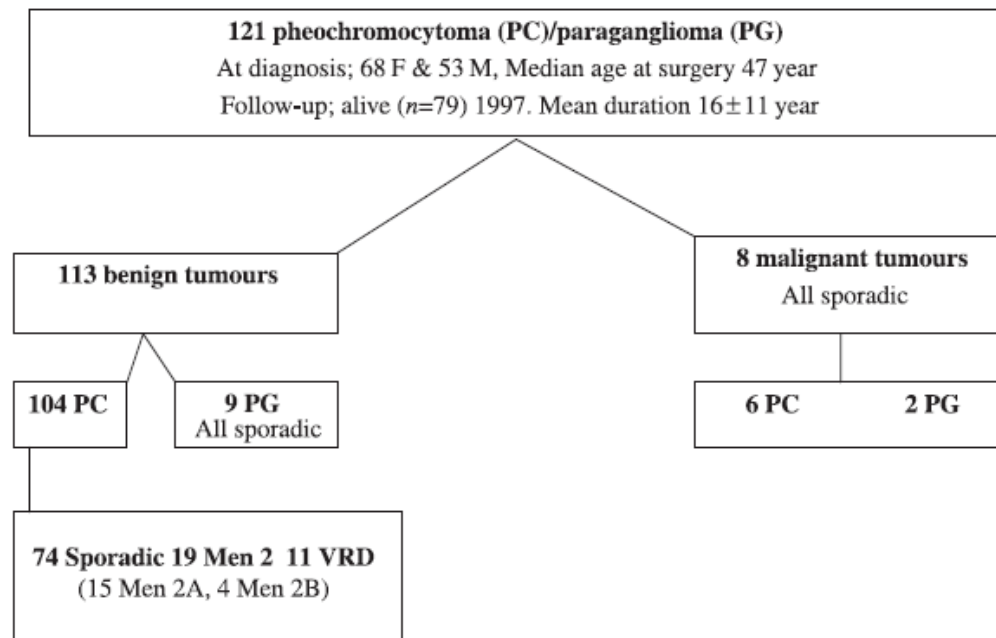 121 pheochromocytoma (PC)/paraganglioma (PG)
At diagnosis; 68 F & 53 M, Median age at surgery 47 year
Follow-up; alive (n=79) 1997. Mean duration 16±11 year
113 benign tumours
8 malignant tumours
All sporadic
104 PC
9 PG
All sporadic
6 PC 2 PG
74 Sporadic 19 Men 2 11 VRD
(15 Men 2A, 4 Men 2B)